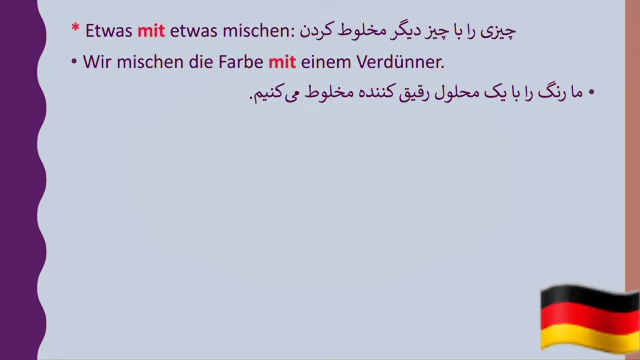 * Etwas mit etwas mischen: چیزی را با چیز دیگر مخلوط کردن
• Wir mischen die Farbe mit einem Verdünner.
• ما رنگ را با یک محلول رقیق کننده مخلوط می‌کنیم.